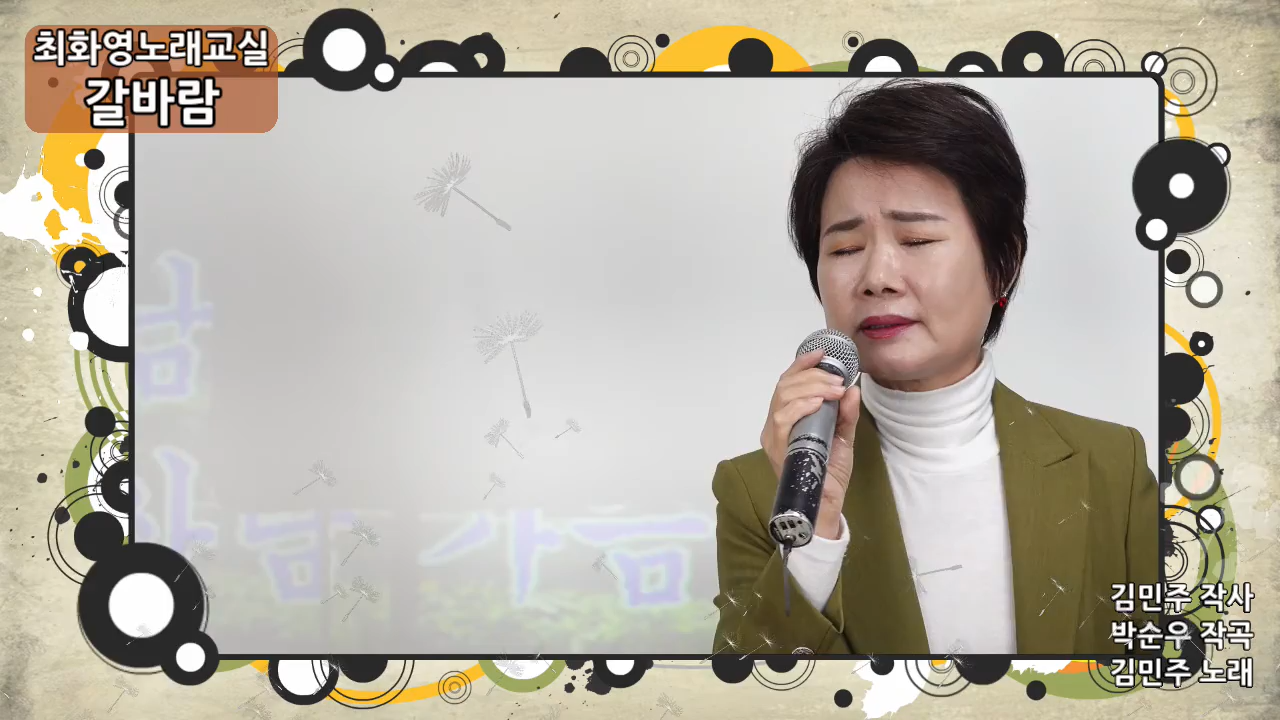 최화영노래교실
갈바람
김민주 작사
박순우 작곡
김민주 노래